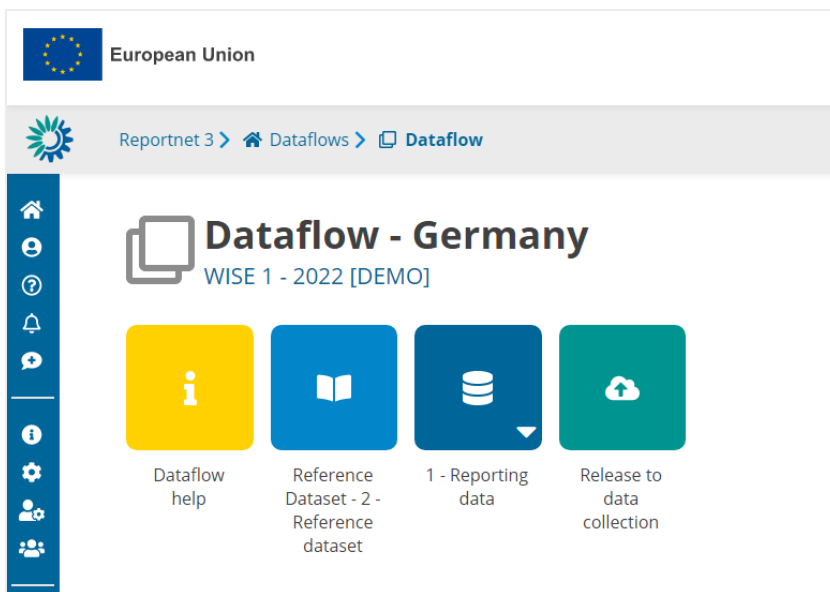 European Union
Reportnet 3 Dataflows Dataflow
Dataflow - Germany
WISE 1 - 2022 [DEMO]
Dataflow
help
Reference
Dataset - 2 -
Reference
dataset
1 - Reporting
data
Release to
data
collection